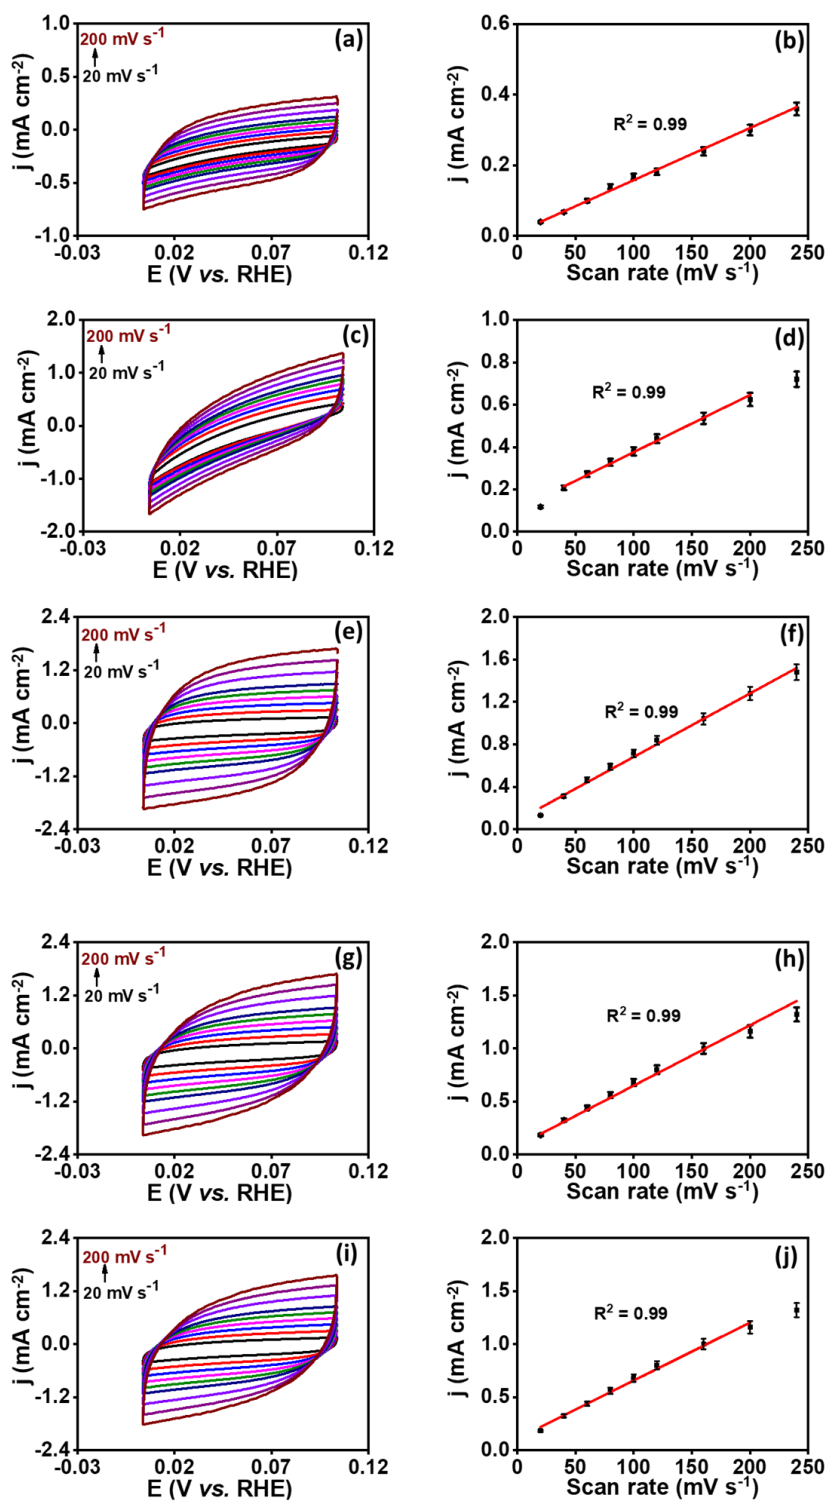 200 mV s⁻¹
20 mV s⁻¹
(a)
1.0
0.5
0.0
-0.5
-1.0
j (mA cm⁻²)
-0.03 0.02 0.07 0.12
E (V vs. RHE)
(b)
R² = 0.99
0.6
0.4
0.2
0.0
j (mA cm⁻²)
0 50 100 150 200 250
Scan rate (mV s⁻¹)
200 mV s⁻¹
20 mV s⁻¹
(c)
2.0
1.0
0.0
-1.0
-2.0
j (mA cm⁻²)
-0.03 0.02 0.07 0.12
E (V vs. RHE)
(d)
R² = 0.99
1.0
0.8
0.6
0.4
0.2
0.0
j (mA cm⁻²)
0 50 100 150 200 250
Scan rate (mV s⁻¹)
200 mV s⁻¹
20 mV s⁻¹
(e)
2.4
1.2
0.0
-1.2
-2.4
j (mA cm⁻²)
-0.03 0.02 0.07 0.12
E (V vs. RHE)
(f)
R² = 0.99
2.0
1.6
1.2
0.8
0.4
0.0
j (mA cm⁻²)
0 50 100 150 200 250
Scan rate (mV s⁻¹)
200 mV s⁻¹
20 mV s⁻¹
(g)
2.4
1.2
0.0
-1.2
-2.4
j (mA cm⁻²)
-0.03 0.02 0.07 0.12
E (V vs. RHE)
(h)
R² = 0.99
2.0
1.5
1.0
0.5
0.0
j (mA cm⁻²)
0 50 100 150 200 250
Scan rate (mV s⁻¹)
200 mV s⁻¹
20 mV s⁻¹
(i)
2.4
1.2
0.0
-1.2
-2.4
j (mA cm⁻²)
-0.03 0.02 0.07 0.12
E (V vs. RHE)
(j)
R² = 0.99
2.0
1.5
1.0
0.5
0.0
j (mA cm⁻²)
0 50 100 150 200 250
Scan rate (mV s⁻¹)